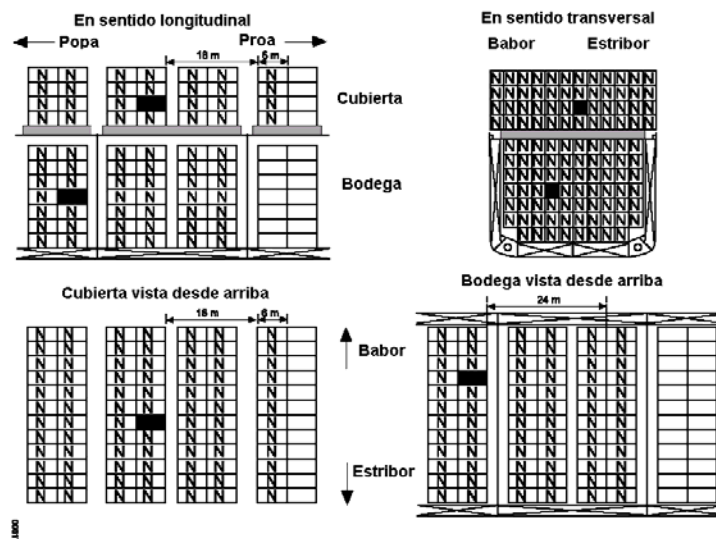 En sentido longitudinal
Popa Proa
18 m 6 m
Cubierta
Bodega
En sentido transversal
Babor Estribor
Cubierta vista desde arriba
18 m 6 m
Babor
Estribor
Bodega vista desde arriba
24 m